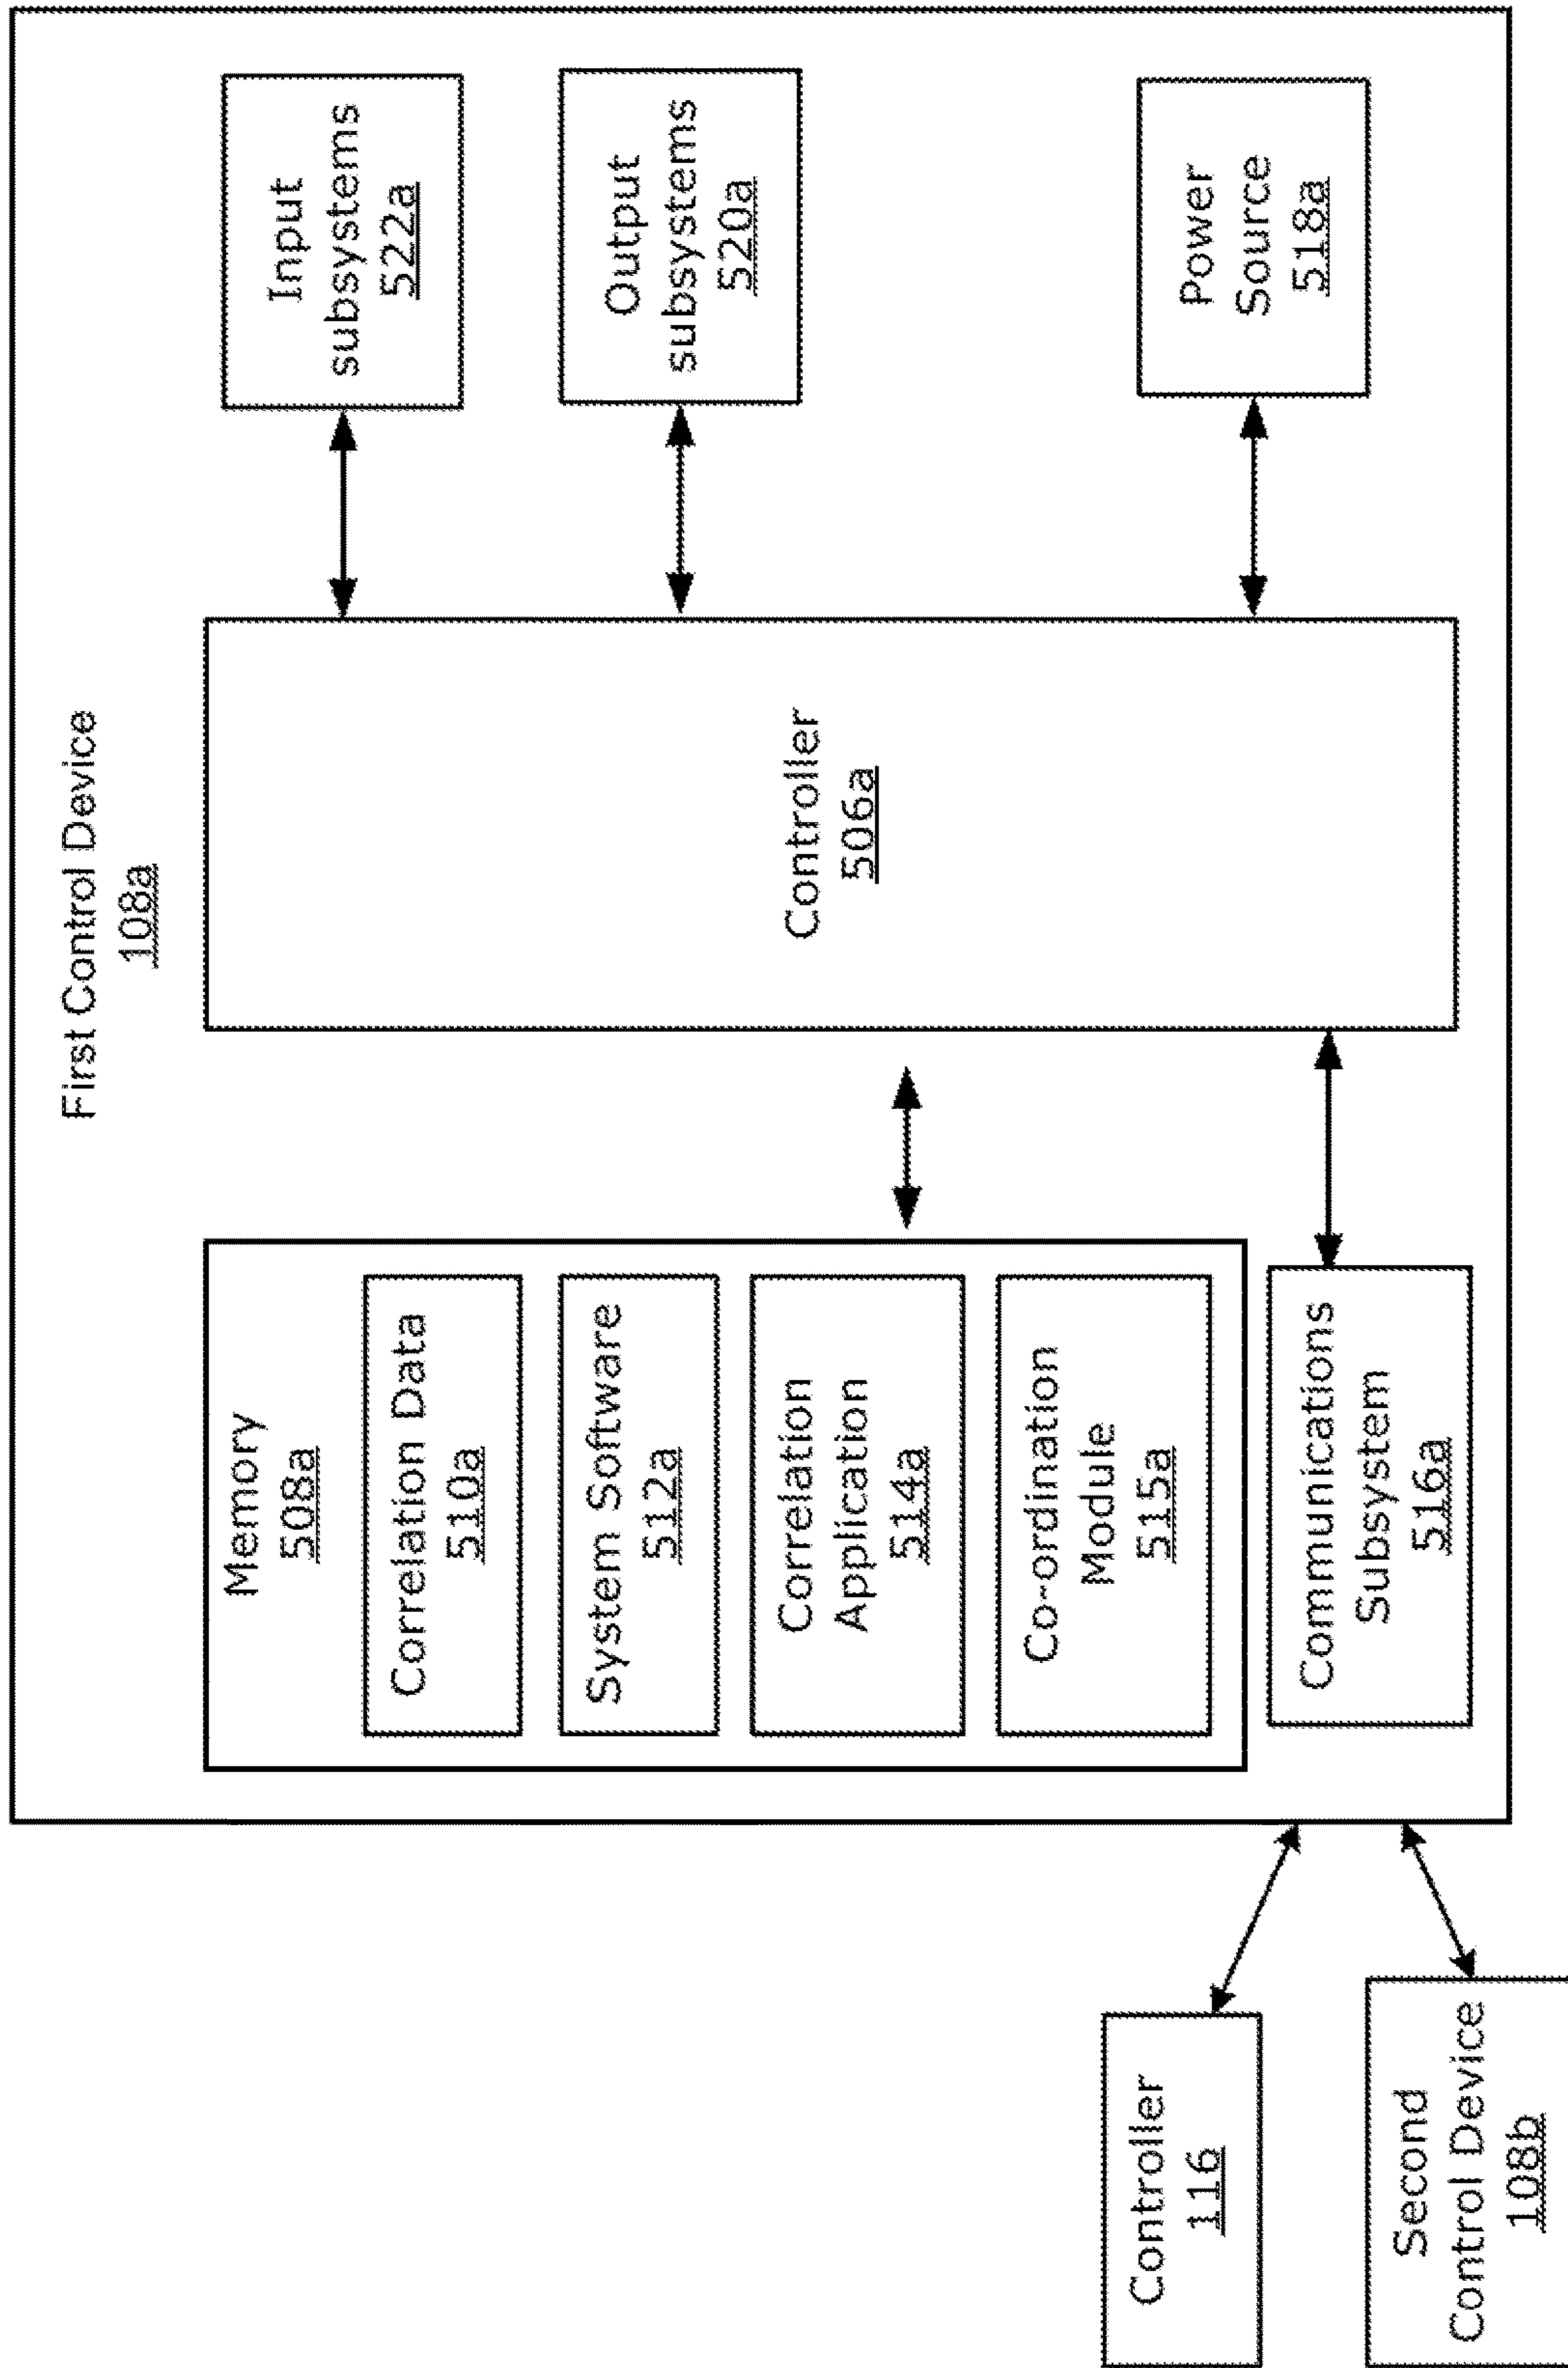 First Control Device
108a
Memory
508a
Correlation Data
510a
System Software
512a
Correlation
Application
514a
Co-ordination
Module
515a
Communications
Subsystem
516a
Controller
506a
Input
subsystems
522a
Output
subsystems
520a
Power
Source
518a
Controller
116
Second
Control Device
108b